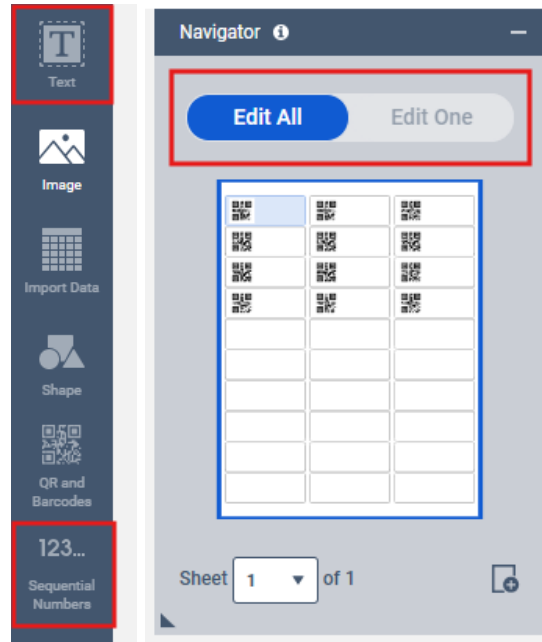 T
Text
Image
Import Data
Shape
QR and
Barcodes
123...
Sequential
Numbers
Navigator i
Edit All
Edit One
Sheet 1 of 1